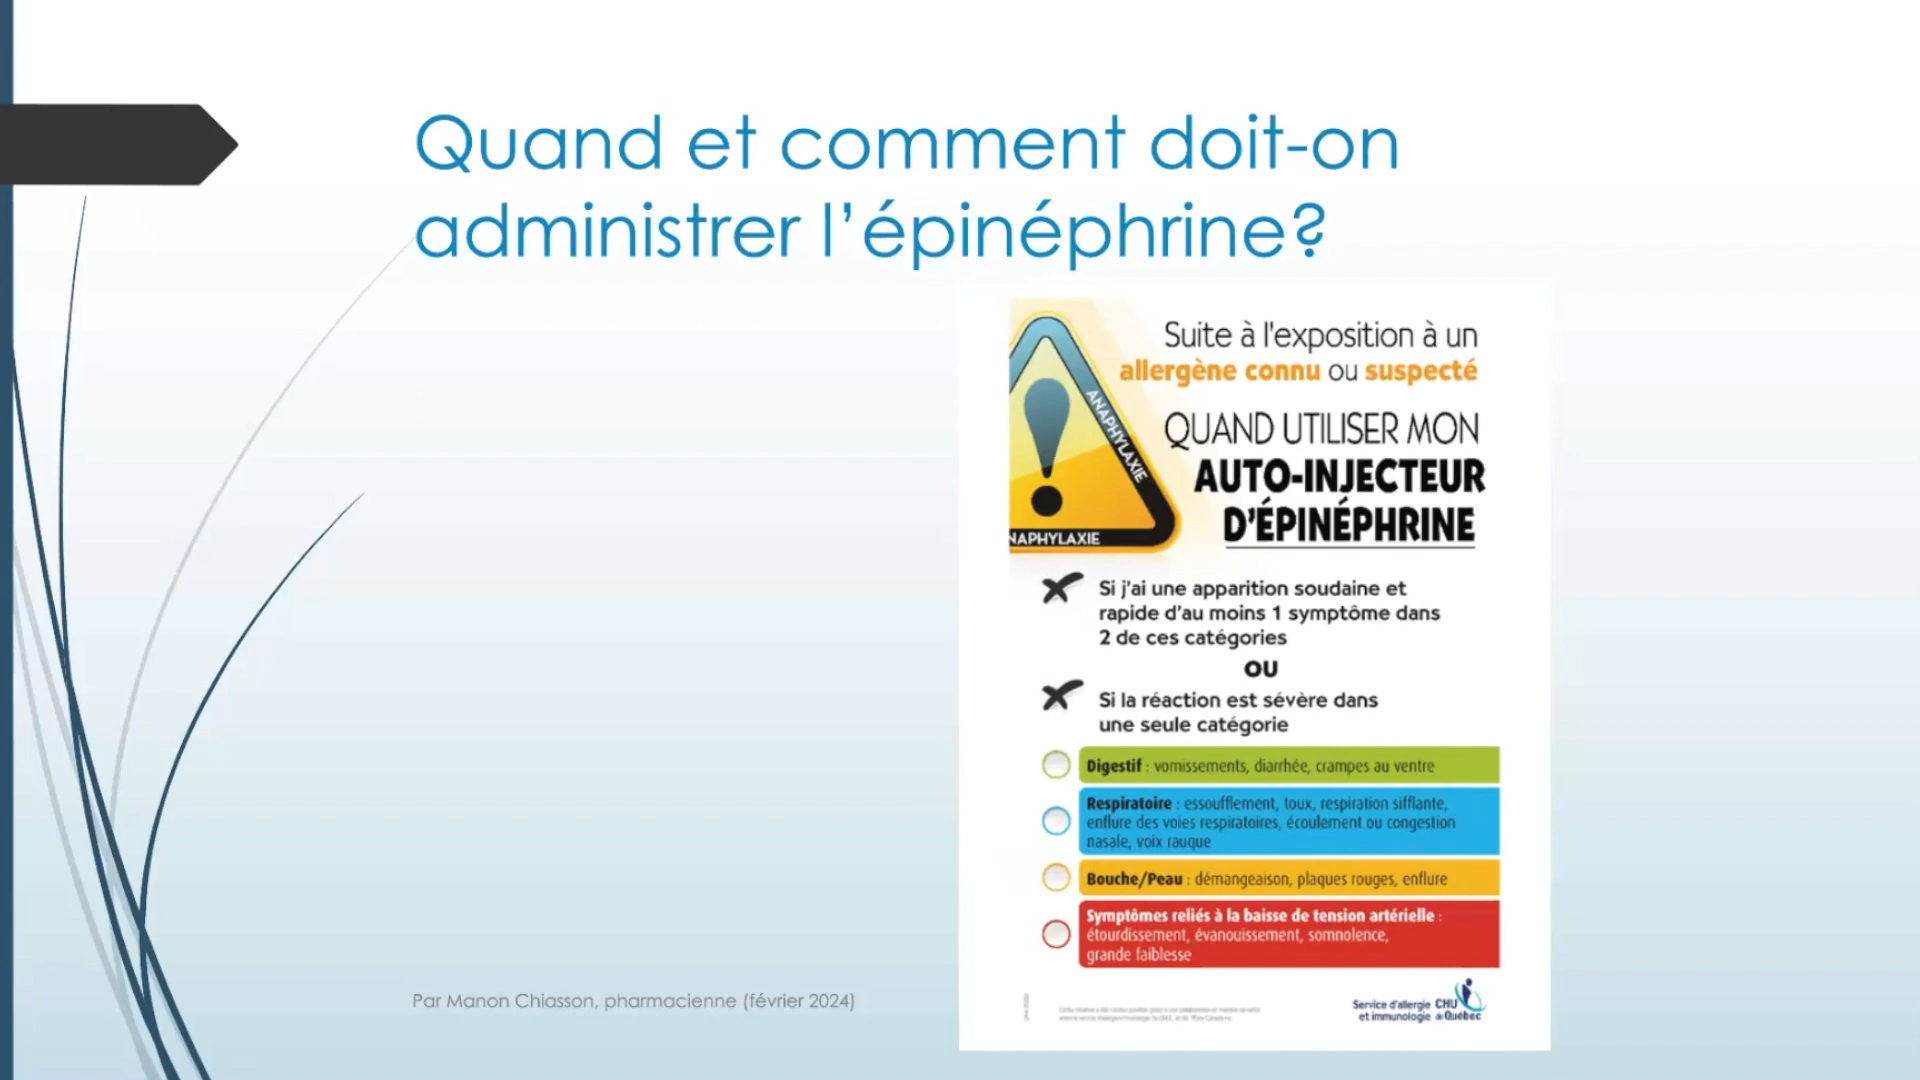 Quand et comment doit-on
administrer l’épinéphrine?
Suite à l'exposition à un
allergène connu ou suspecté
ANAPHYLAXIE
NAPHYLAXIE
QUAND UTILISER MON
AUTO-INJECTEUR
D’ÉPINÉPHRINE
Si j’ai une apparition soudaine et
rapide d’au moins 1 symptôme dans
2 de ces catégories
OU
Si la réaction est sévère dans
une seule catégorie
Digestif : vomissements, diarrhée, crampes au ventre
Respiratoire : essoufflement, toux, respiration sifflante,
enflure des voies respiratoires, écoulement ou congestion
nasale, voix rauque
Bouche/Peau : démangeaison, plaques rouges, enflure
Symptômes reliés à la baisse de tension artérielle :
étourdissement, évanouissement, somnolence,
grande faiblesse
Service d'allergie CHU
et immunologie de Québec
Par Manon Chiasson, pharmacienne (février 2024)